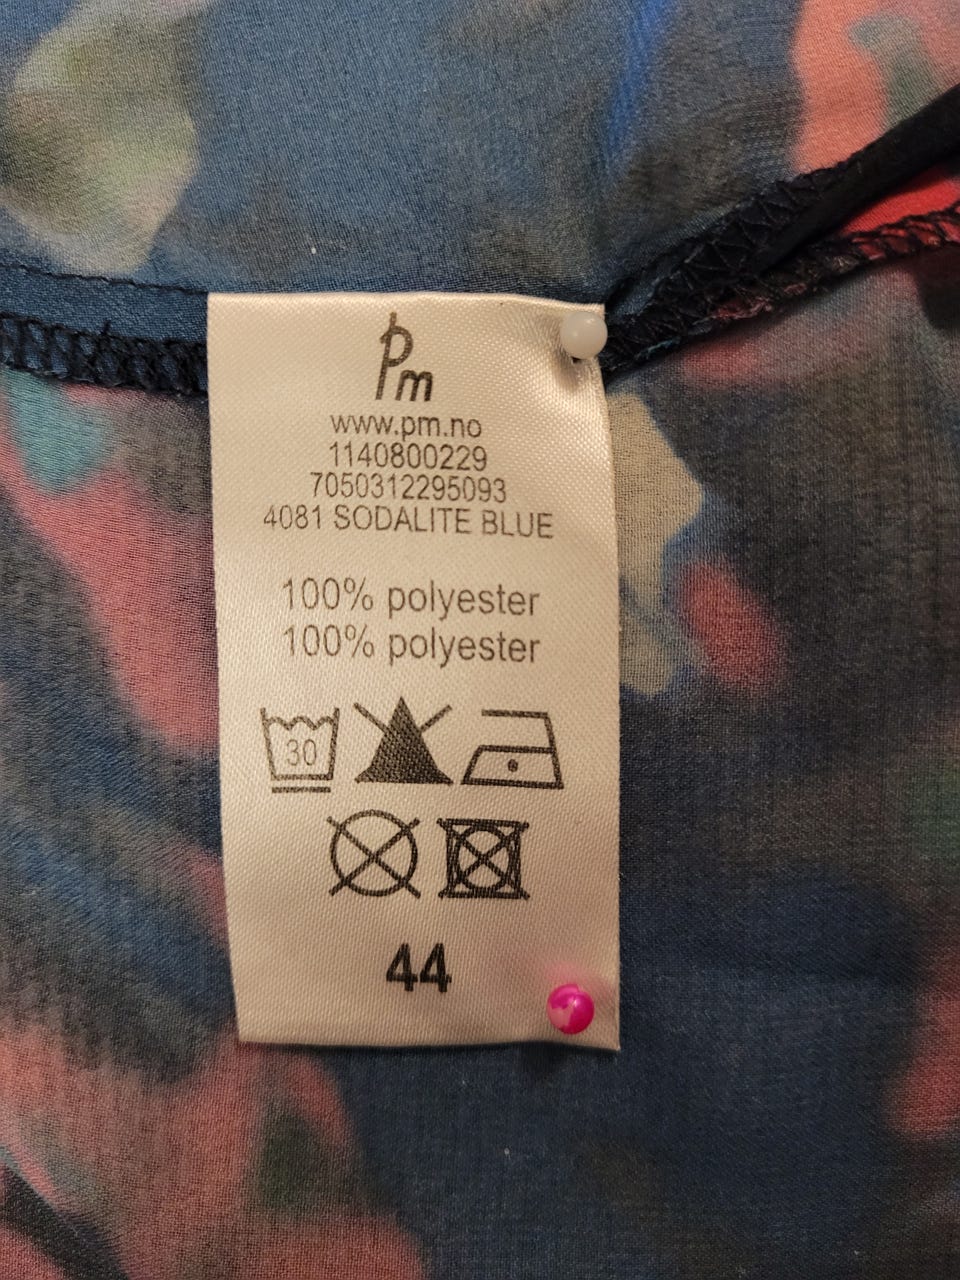 Pm
www.pm.no
1140800229
7050312295093
4081 SODALITE BLUE
100% polyester
100% polyester
30
44